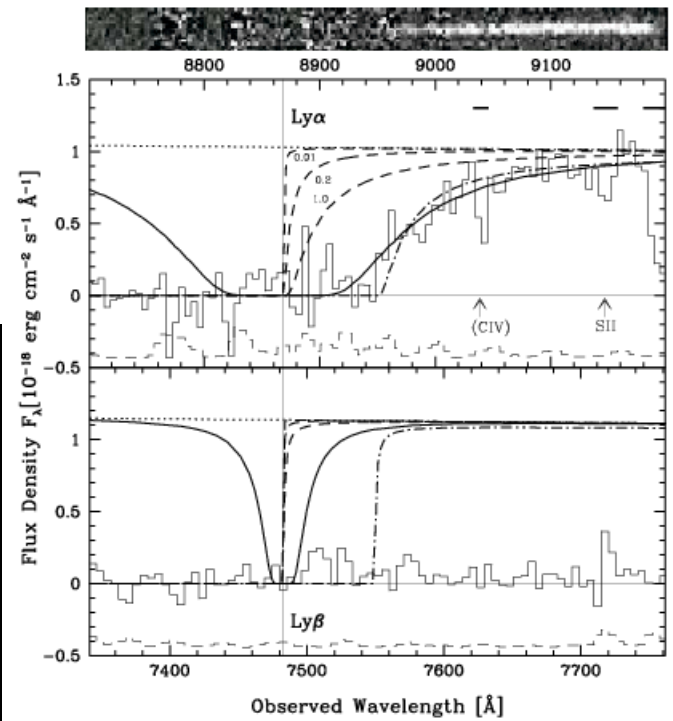 8800 8900 9000 9100
1.5
Lyα
1
0.01
0.2
1.0
0.5
0
(CIV) SII
-0.5
Flux Density Fλ[10⁻¹⁸ erg cm⁻² s⁻¹ Å⁻¹]
1
0.5
0
Lyβ
-0.5
7400 7500 7600 7700
Observed Wavelength [Å]